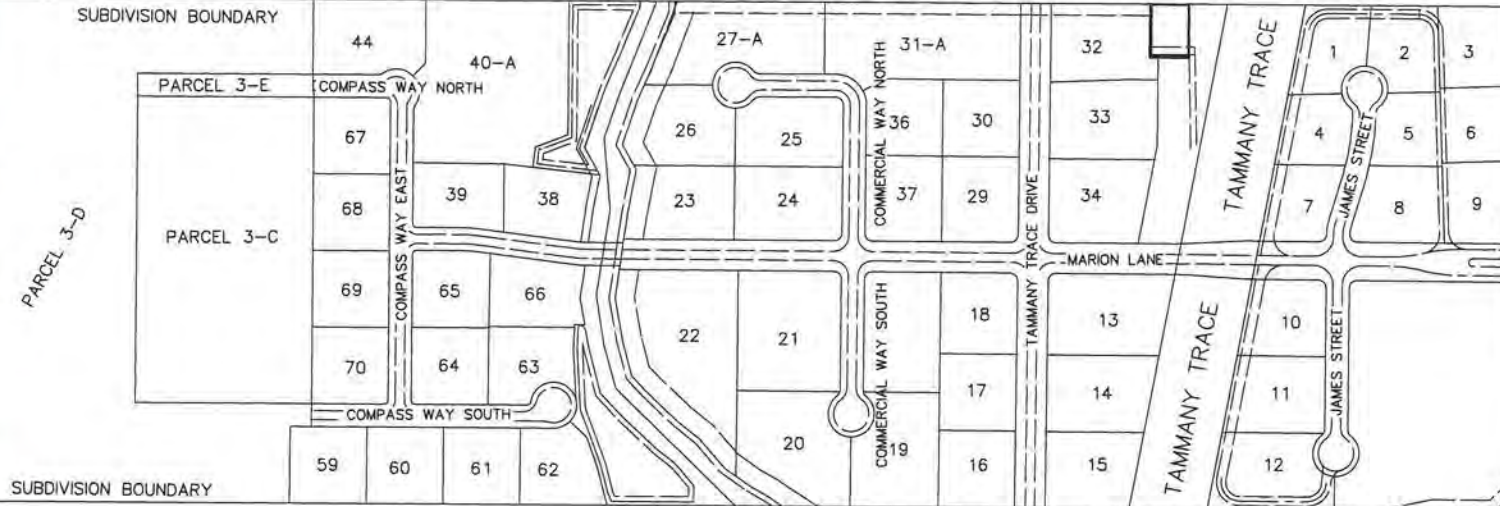 SUBDIVISION BOUNDARY
44
40-A
27-A
31-A
32
TAMMANY TRACE
1
2
3
PARCEL 3-E
COMPASS WAY NORTH
67
26
25
COMMERCIAL WAY NORTH
36
30
33
4
JAMES STREET
5
6
PARCEL 3-D
PARCEL 3-C
68
COMPASS WAY EAST
39
38
23
24
37
29
TAMMANY TRACE DRIVE
34
7
8
9
MARION LANE
69
65
66
22
21
COMMERCIAL WAY SOUTH
18
13
TAMMANY TRACE
10
JAMES STREET
70
64
63
17
14
11
COMPASS WAY SOUTH
59
60
61
62
20
19
16
15
12
SUBDIVISION BOUNDARY